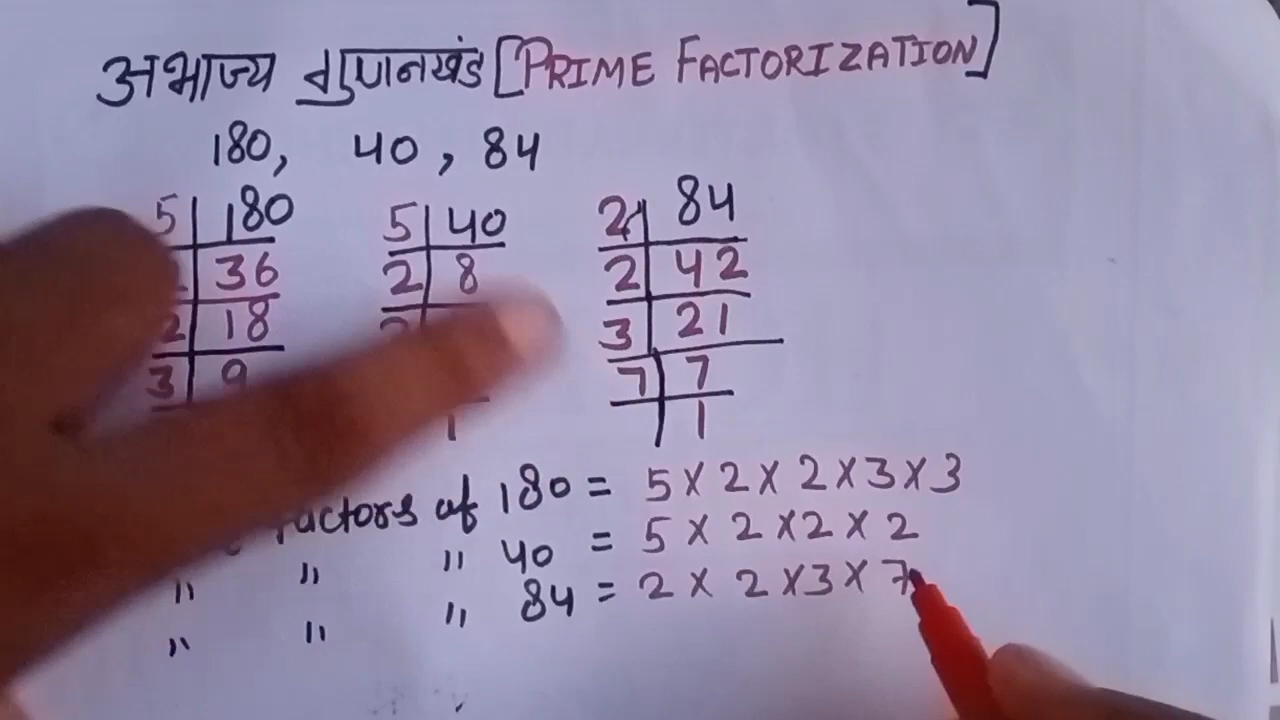 अभाज्य गुणनखंड [PRIME FACTORIZATION]
180, 40, 84
5 180 5 40 2 84
36 2 8 2 42
2 18 3 21
3 9 7 7
1 1
of 180 = 5 x 2 x 2 x 3 x 3
" " " 40 = 5 x 2 x 2 x 2
" " " 84 = 2 x 2 x 3 x 7